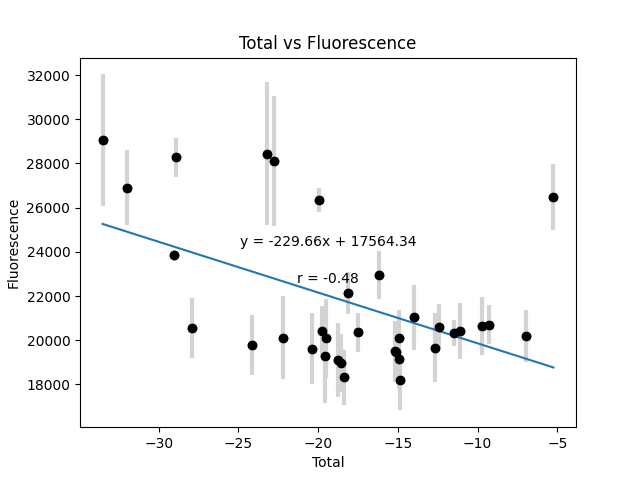 Total vs Fluorescence
32000
30000
28000
26000
24000
22000
20000
18000
Fluorescence
y = -229.66x + 17564.34
r = -0.48
−30
−25
−20
−15
−10
−5
Total